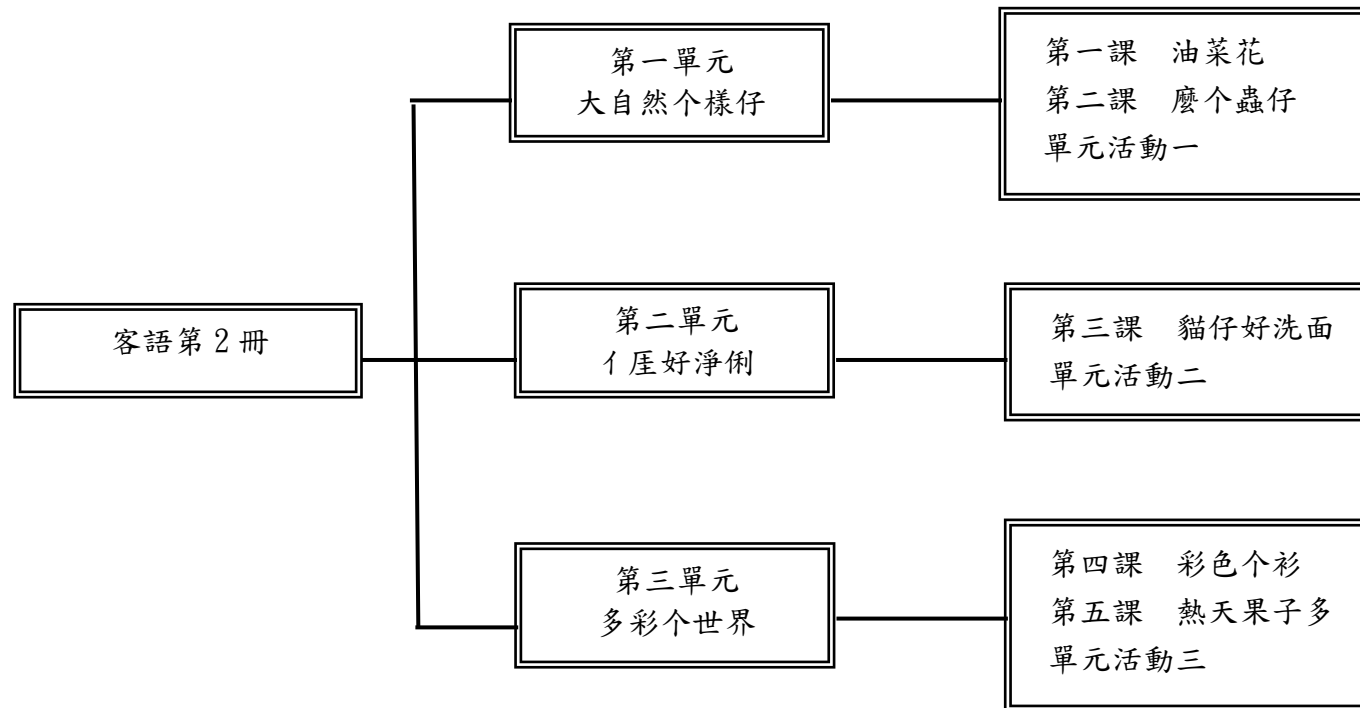 客語第2冊
第一單元
大自然个樣仔
第一課 油菜花
第二課 麼个蟲仔
單元活動一
第二單元
亻厓好淨俐
第三課 貓仔好洗面
單元活動二
第三單元
多彩个世界
第四課 彩色个衫
第五課 熱天果子多
單元活動三